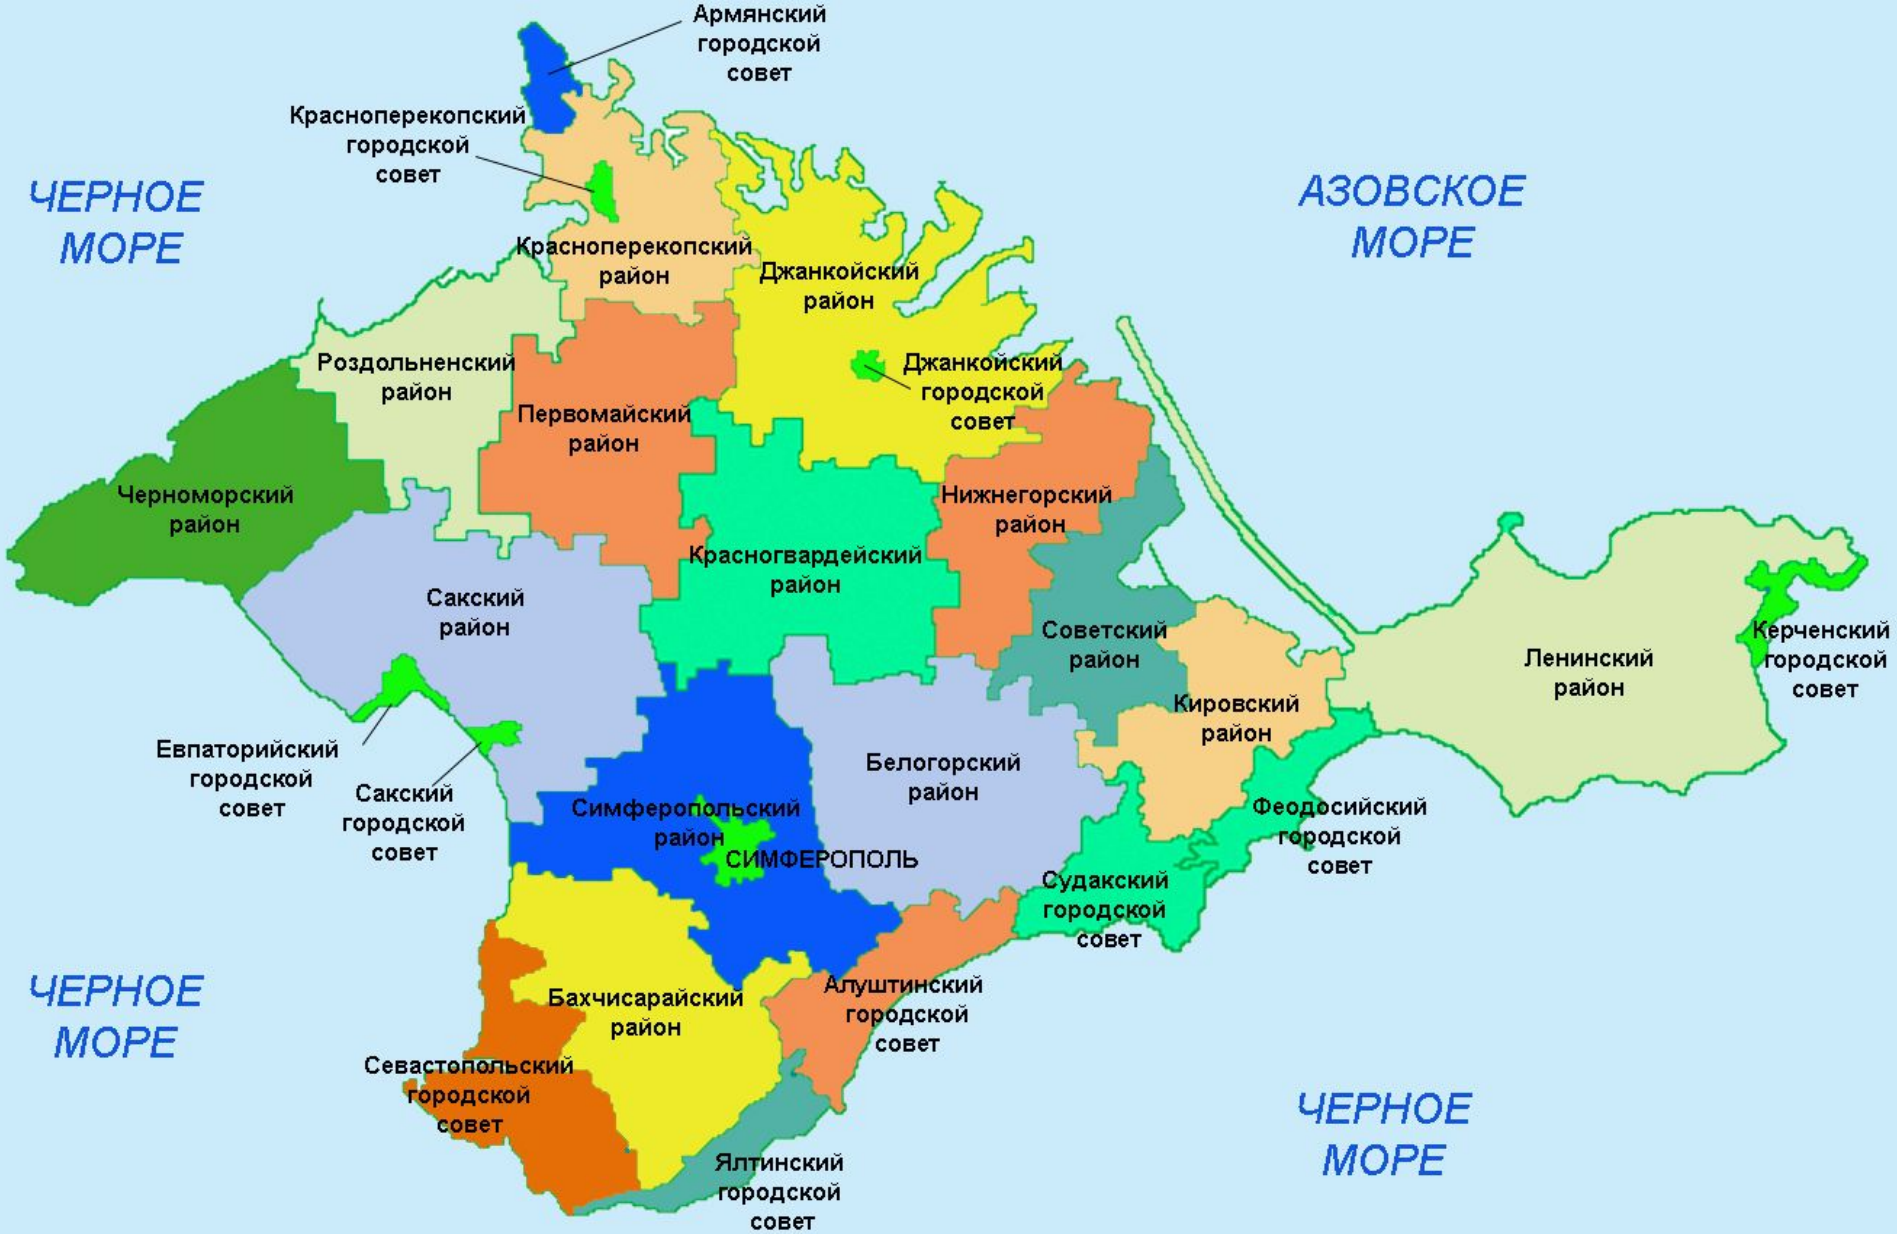 Армянский
городской
совет
Красноперекопский
городской
совет
ЧЕРНОЕ
МОРЕ
АЗОВСКОЕ
МОРЕ
Красноперекопский
район
Джанкойский
район
Роздольненский
район
Джанкойский
городской
совет
Первомайский
район
Черноморский
район
Нижнегорский
район
Красногвардейский
район
Сакский
район
Советский
район
Керченский
городской
совет
Ленинский
район
Кировский
район
Евпаторийский
городской
совет
Белогорский
район
Сакский
городской
совет
Симферопольский
район
СИМФЕРОПОЛЬ
Феодосийский
городской
совет
Судакский
городской
совет
ЧЕРНОЕ
МОРЕ
Бахчисарайский
район
Алуштинский
городской
совет
Севастопольский
городской
совет
ЧЕРНОЕ
МОРЕ
Ялтинский
городской
совет